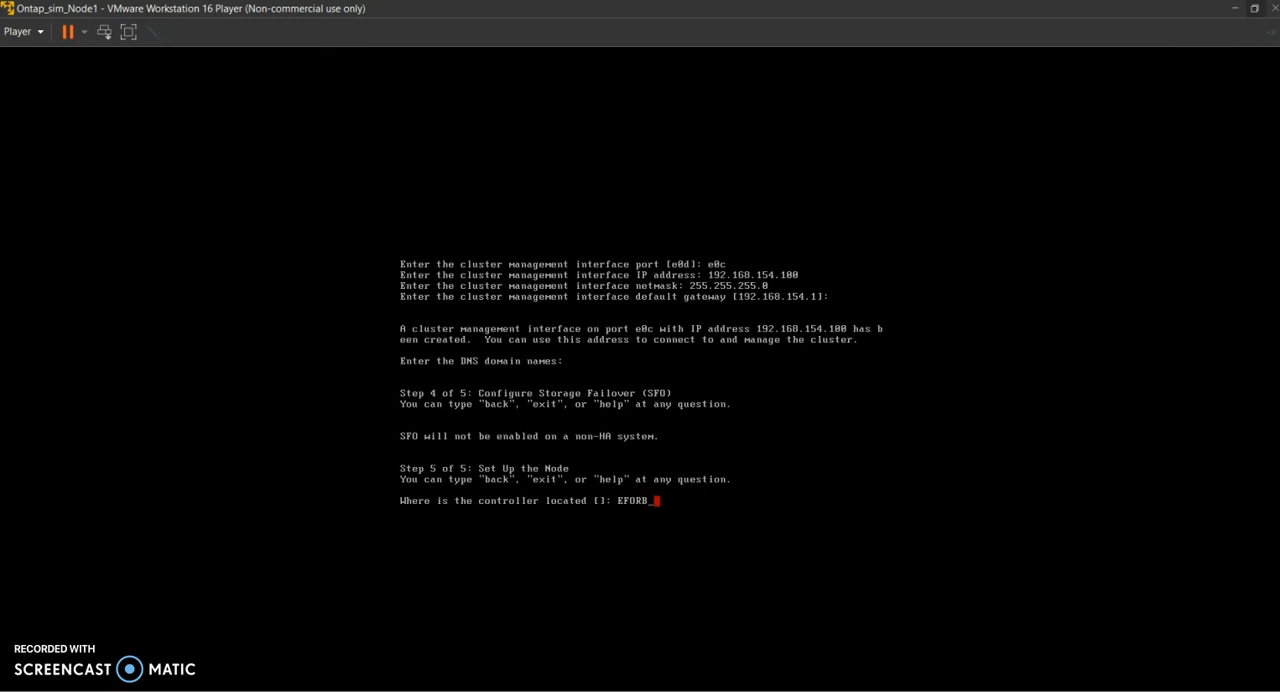 Ontap_sim_Node1 - VMware Workstation 16 Player (Non-commercial use only)
Player
Enter the cluster management interface port [e0d]: e0c
Enter the cluster management interface IP address: 192.168.154.100
Enter the cluster management interface netmask: 255.255.255.0
Enter the cluster management interface default gateway [192.168.154.1]:
A cluster management interface on port e0c with IP address 192.168.154.100 has b
een created.  You can use this address to connect to and manage the cluster.
Enter the DNS domain names:
Step 4 of 5: Configure Storage Failover (SFO)
You can type "back", "exit", or "help" at any question.
SFO will not be enabled on a non-HA system.
Step 5 of 5: Set Up the Node
You can type "back", "exit", or "help" at any question.
Where is the controller located []: EFORB_
RECORDED WITH
SCREENCAST MATIC